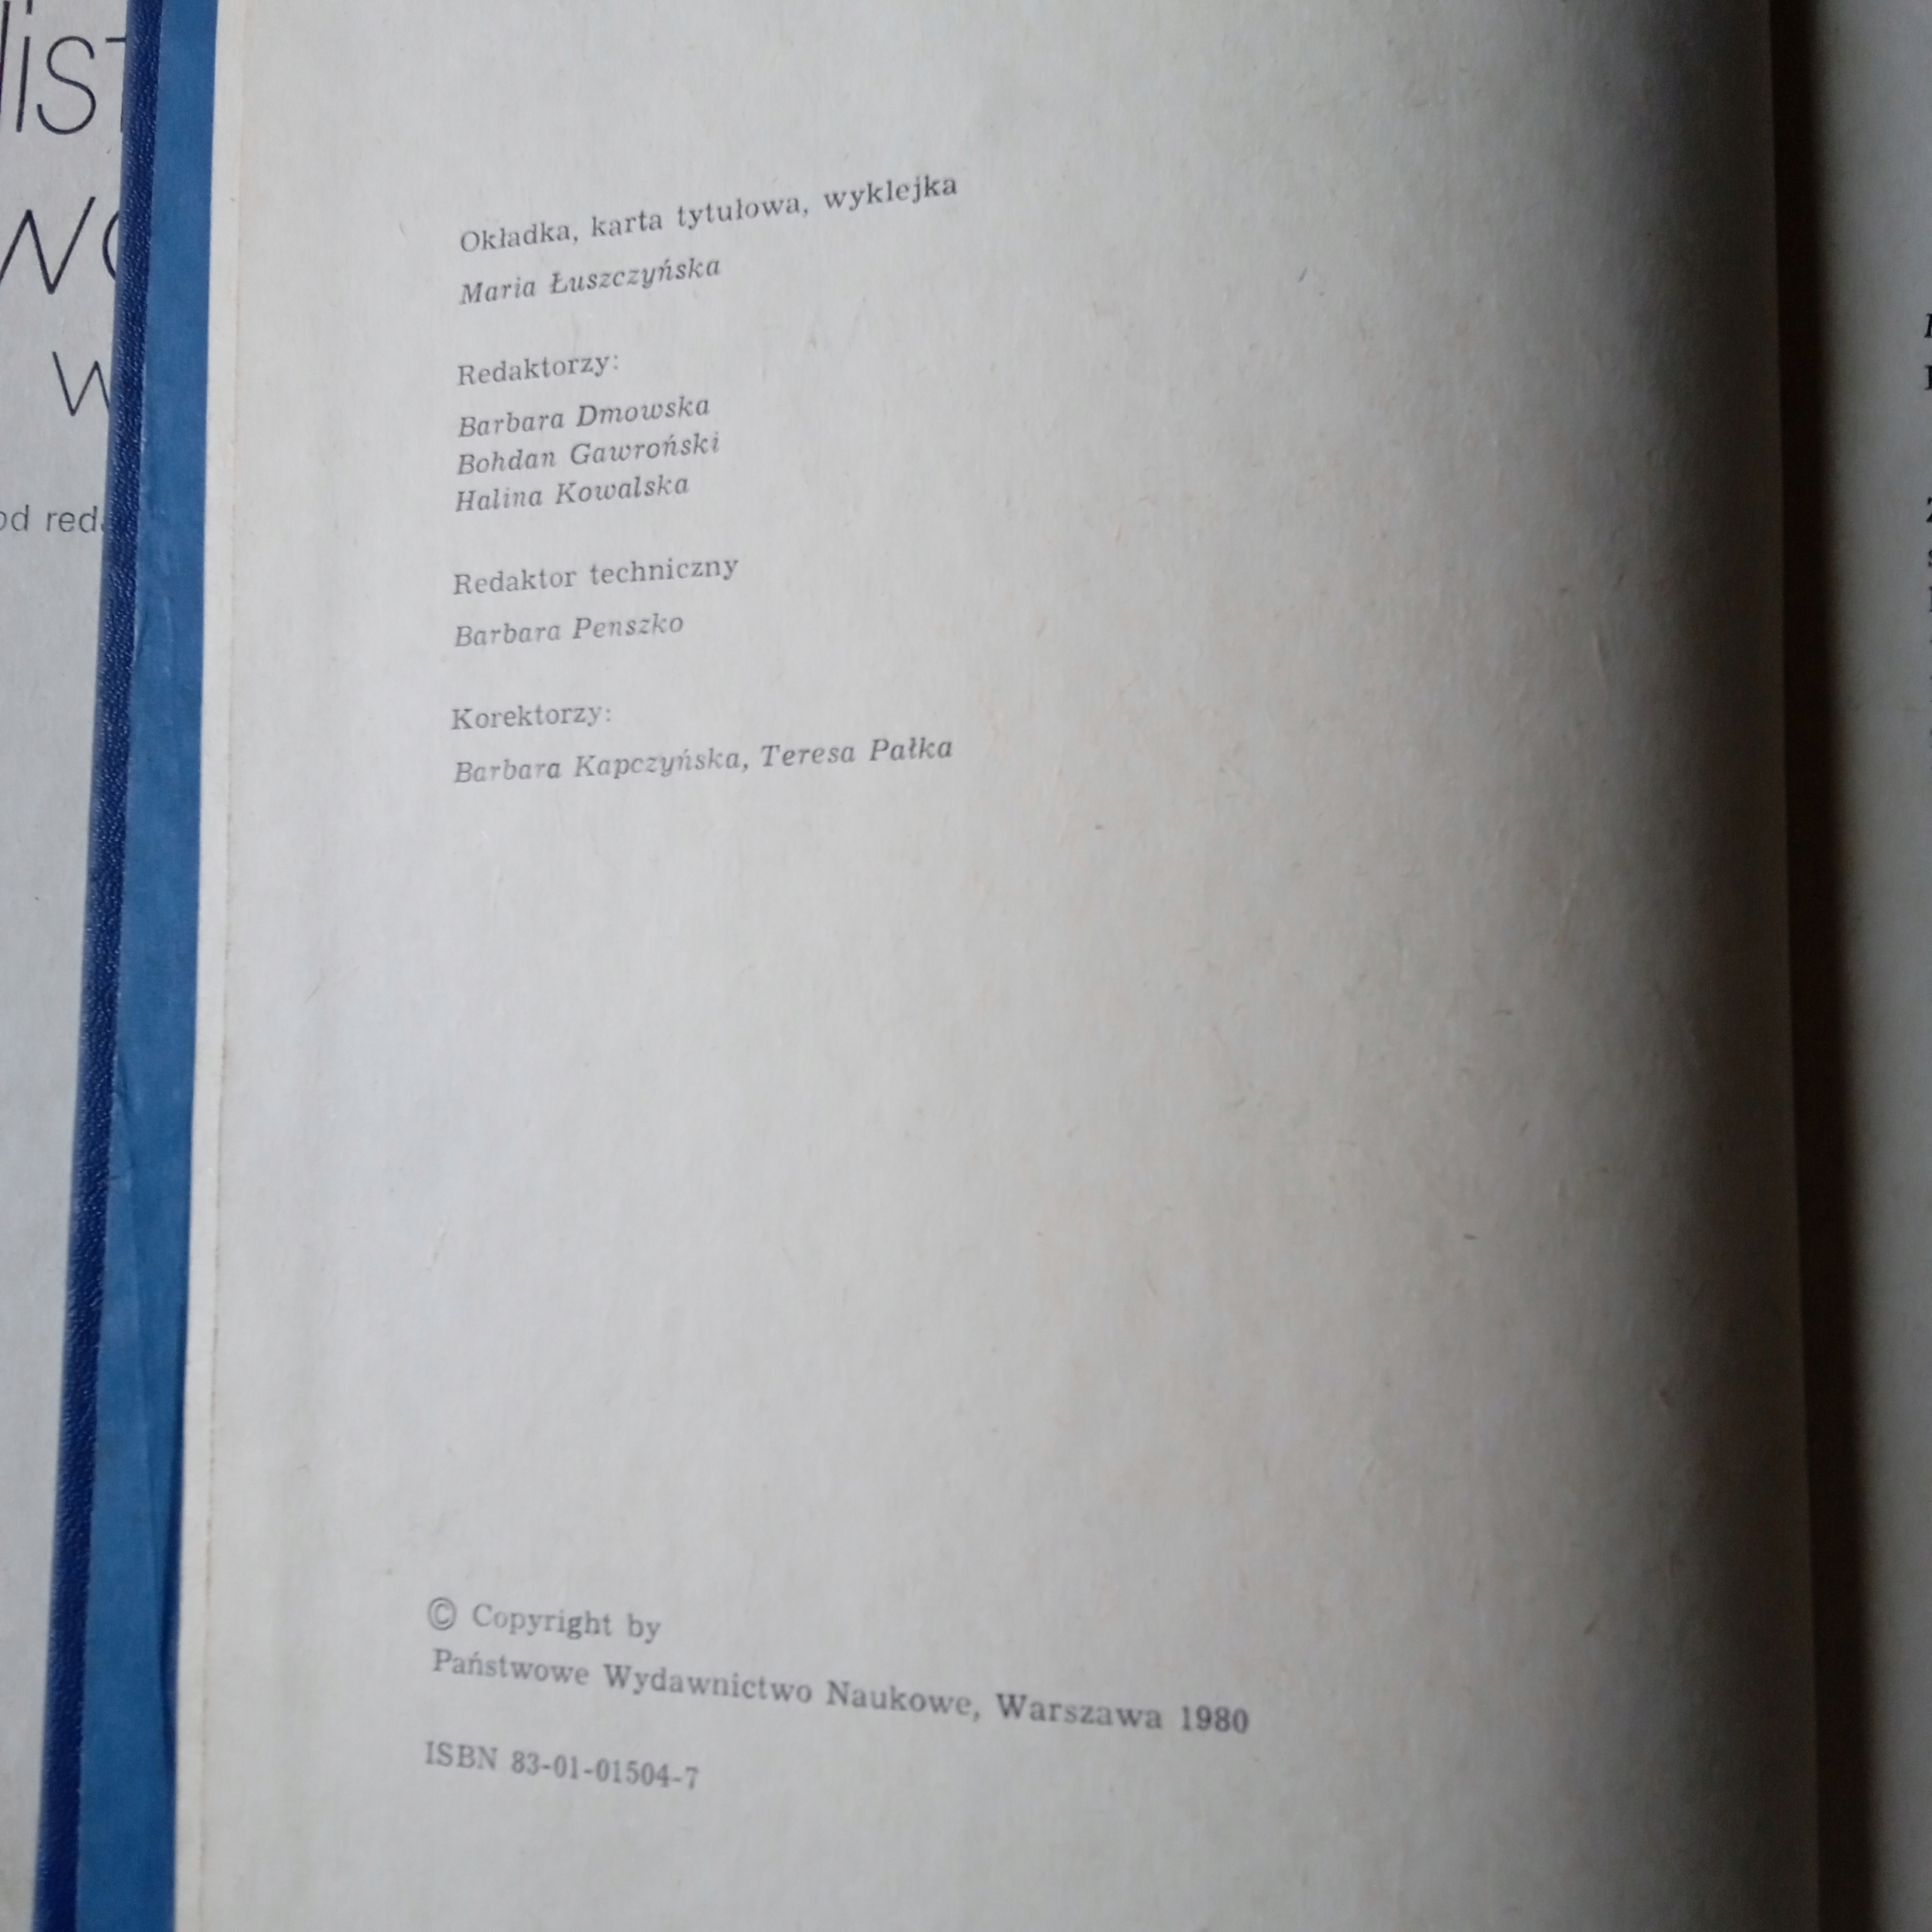 Okładka, karta tytułowa, wyklejka
Maria Łuszczyńska
Redaktorzy:
Barbara Dmowska
Bohdan Gawroński
Halina Kowalska
Redaktor techniczny
Barbara Penszko
Korektorzy:
Barbara Kapczyńska, Teresa Pałka
© Copyright by
Państwowe Wydawnictwo Naukowe, Warszawa 1980
ISBN 83-01-01504-7